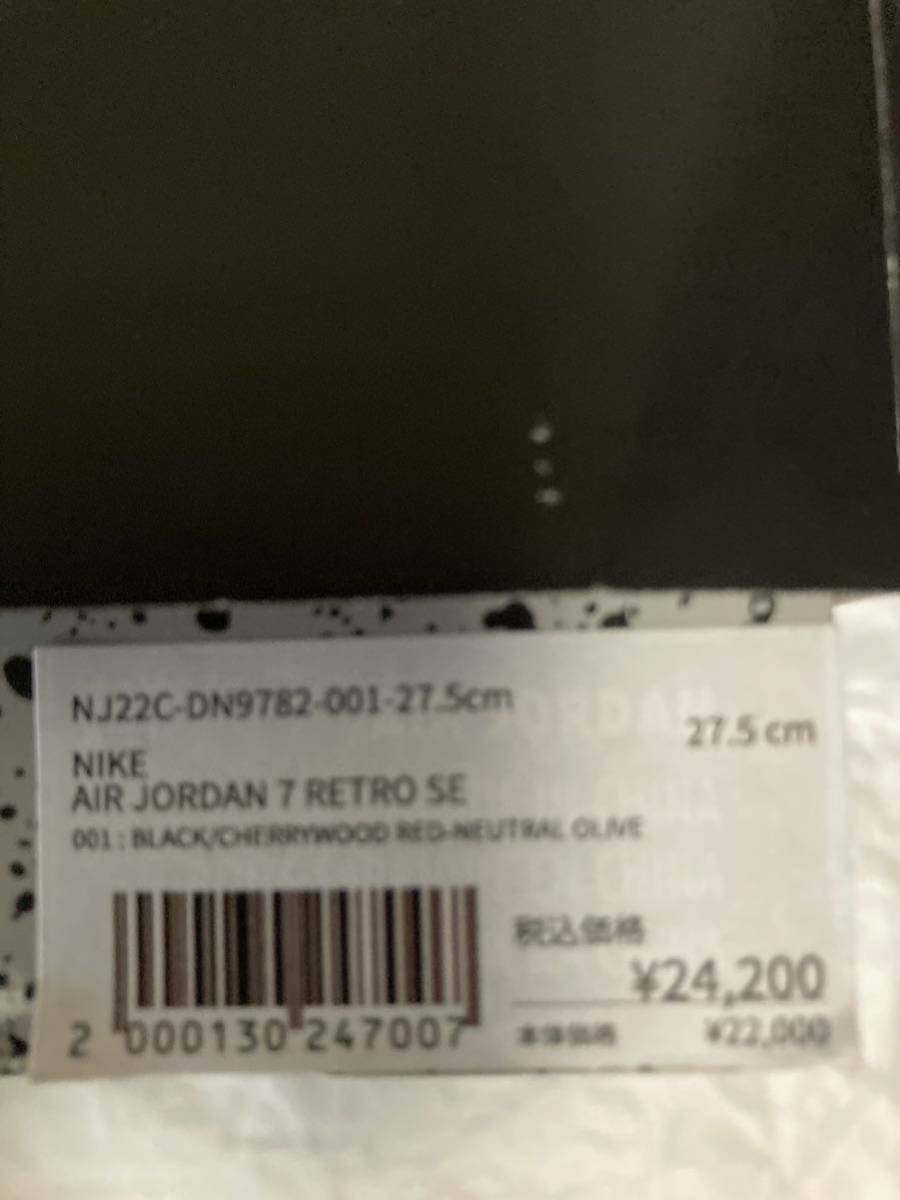 NJ22C-DN9782-001-27.5cm
27.5 cm
NIKE
AIR JORDAN 7 RETRO SE
001 : BLACK/CHERRYWOOD RED-NEUTRAL OLIVE
税込価格
¥24,200
本体価格
¥22,000
2 000130 247007